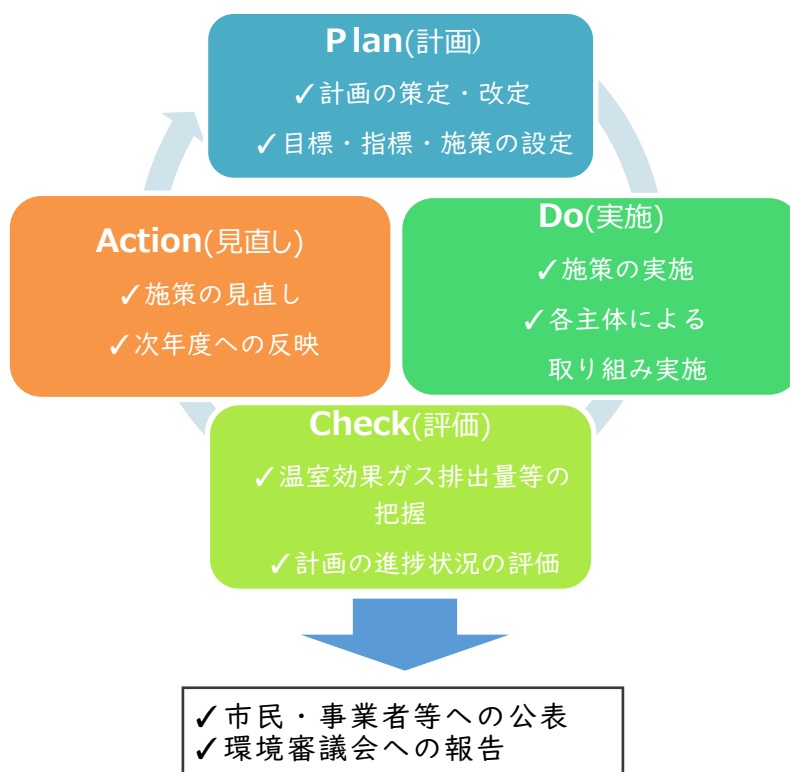 Plan(計画)
✓計画の策定・改定
✓目標・指標・施策の設定
Do(実施)
✓施策の実施
✓各主体による
取り組み実施
Check(評価)
✓温室効果ガス排出量等の
把握
✓計画の進捗状況の評価
Action(見直し)
✓施策の見直し
✓次年度への反映
✓市民・事業者等への公表
✓環境審議会への報告